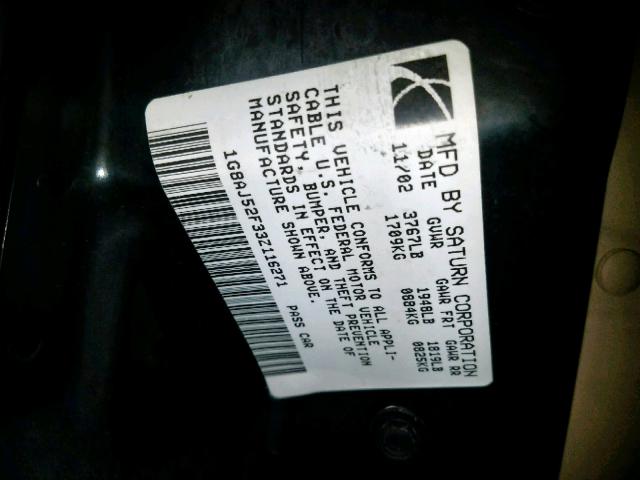 MFD BY SATURN CORPORATION
DATE GVWR GAWR FRT GAWR RR
11/02 3767LB 1948LB 1819LB
1709KG 0884KG 0825KG
THIS VEHICLE CONFORMS TO ALL APPLI-
CABLE U.S. FEDERAL MOTOR VEHICLE
SAFETY, BUMPER, AND THEFT PREVENTION
STANDARDS IN EFFECT ON THE DATE OF
MANUFACTURE SHOWN ABOVE.
1G8AJ52F33Z116271 PASS CAR